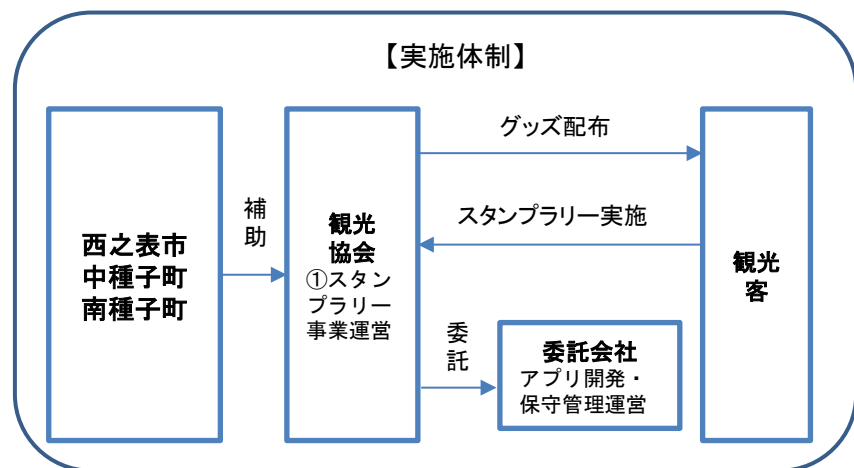 【実施体制】
西之表市
中種子町
南種子町
補
助
観光
協会
①スタン
プラリー
事業運営
グッズ配布
スタンプラリー実施
委
託
委託会社
アプリ開発・
保守管理運営
観光
客